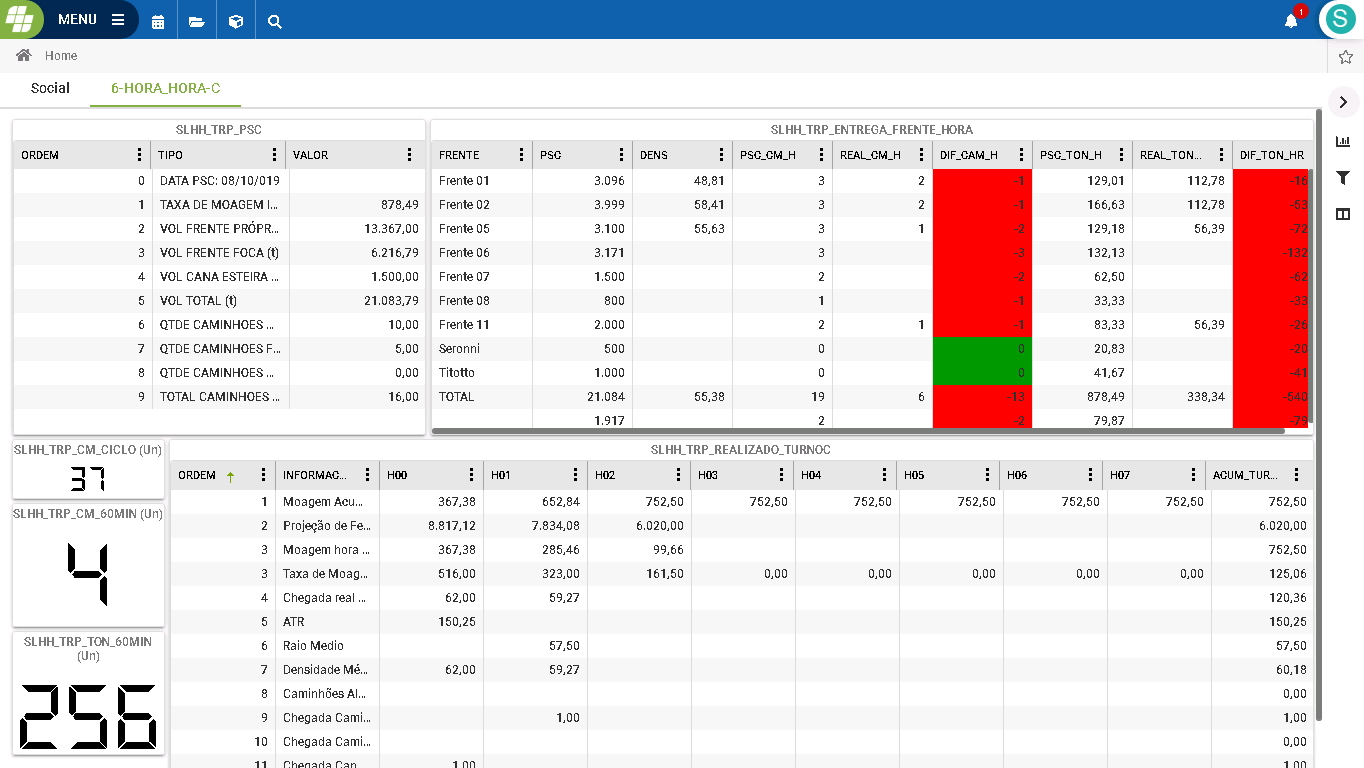 MENU 1 S
Home
Social 6-HORA_HORA-C
SLHH_TRP_PSC
ORDEM TIPO VALOR
0 DATA PSC: 08/10/019
1 TAXA DE MOAGEM I... 878,49
2 VOL FRENTE PRÓPR... 13.367,00
3 VOL FRENTE FOCA (t) 6.216,79
4 VOL CANA ESTEIRA ... 1.500,00
5 VOL TOTAL (t) 21.083,79
6 QTDE CAMINHOES ... 10,00
7 QTDE CAMINHOES F... 5,00
8 QTDE CAMINHOES ... 0,00
9 TOTAL CAMINHOES ... 16,00
SLHH_TRP_ENTREGA_FRENTE_HORA
FRENTE PSC DENS PSC_CM_H REAL_CM_H DIF_CAM_H PSC_TON_H REAL_TON... DIF_TON_HR
Frente 01 3.096 48,81 3 2 -1 129,01 112,78 -16
Frente 02 3.999 58,41 3 2 -1 166,63 112,78 -53
Frente 05 3.100 55,63 3 1 -2 129,18 56,39 -72
Frente 06 3.171 3 -3 132,13 -132
Frente 07 1.500 2 -2 62,50 -62
Frente 08 800 1 -1 33,33 -33
Frente 11 2.000 2 1 -1 83,33 56,39 -26
Seronni 500 0 0 20,83 -20
Titotto 1.000 0 0 41,67 -41
TOTAL 21.084 55,38 19 6 -13 878,49 338,34 -540
1.917 2 -2 79,87 -79
SLHH_TRP_CM_CICLO (Un)
37
SLHH_TRP_CM_60MIN (Un)
4
SLHH_TRP_TON_60MIN
(Un)
256
SLHH_TRP_REALIZADO_TURNOC
ORDEM INFORMAC... H00 H01 H02 H03 H04 H05 H06 H07 ACUM_TUR...
1 Moagem Acu... 367,38 652,84 752,50 752,50 752,50 752,50 752,50 752,50 752,50
2 Projeção de Fe... 8.817,12 7.834,08 6.020,00 6.020,00
3 Moagem hora ... 367,38 285,46 99,66 752,50
3 Taxa de Moag... 516,00 323,00 161,50 0,00 0,00 0,00 0,00 0,00 125,06
4 Chegada real ... 62,00 59,27 120,36
5 ATR 150,25 150,25
6 Raio Medio 57,50 57,50
7 Densidade Mé... 62,00 59,27 60,18
8 Caminhões Al... 0,00
9 Chegada Cami... 1,00 1,00
10 Chegada Cami... 0,00
11 Chegada Can... 1,00 1,00